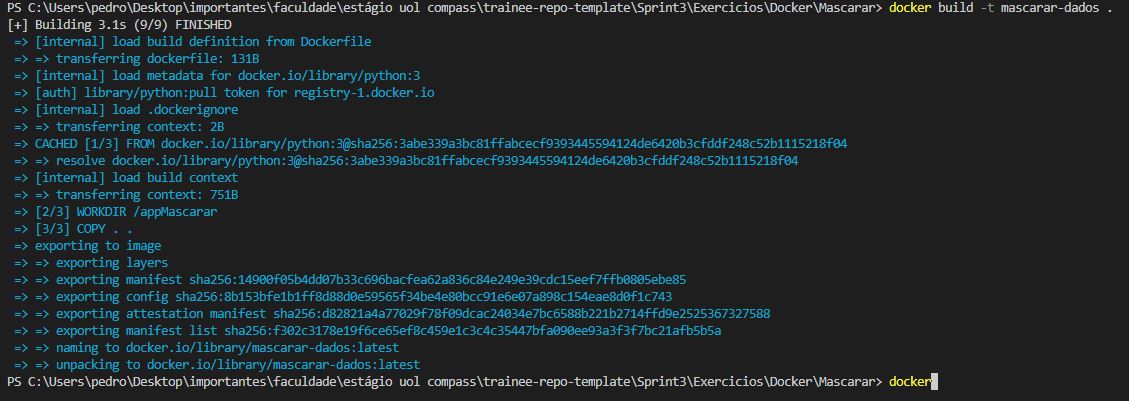 PS C:\Users\pedro\Desktop\importantes\faculdade\estágio uol compass\trainee-repo-template\Sprint3\Exercicios\Docker\Mascarar> docker build -t mascarar-dados .
[+] Building 3.1s (9/9) FINISHED
=> [internal] load build definition from Dockerfile
=> => transferring dockerfile: 131B
=> [internal] load metadata for docker.io/library/python:3
=> [auth] library/python:pull token for registry-1.docker.io
=> [internal] load .dockerignore
=> => transferring context: 2B
=> CACHED [1/3] FROM docker.io/library/python:3@sha256:3abe339a3bc81ffabcecf9393445594124de6420b3cfddf248c52b1115218f04
=> => resolve docker.io/library/python:3@sha256:3abe339a3bc81ffabcecf9393445594124de6420b3cfddf248c52b1115218f04
=> [internal] load build context
=> => transferring context: 751B
=> [2/3] WORKDIR /appMascarar
=> [3/3] COPY . .
=> exporting to image
=> => exporting layers
=> => exporting manifest sha256:14900f05b4dd07b33c696bacfea62a836c84e249e39cdc15eef7ffb0805ebe85
=> => exporting config sha256:8b153bfe1b1ff8d88d0e59565f34be4e80bcc91e6e07a898c154eae8d0f1c743
=> => exporting attestation manifest sha256:d82821a4a77029f78f09dcac24034e7bc6588b221b2714ffd9e2525367327588
=> => exporting manifest list sha256:f302c3178e19f6ce65ef8c459e1c3c4c35447bfa090ee93a3f3f7bc21afb5b5a
=> => naming to docker.io/library/mascarar-dados:latest
=> => unpacking to docker.io/library/mascarar-dados:latest
PS C:\Users\pedro\Desktop\importantes\faculdade\estágio uol compass\trainee-repo-template\Sprint3\Exercicios\Docker\Mascarar> docker